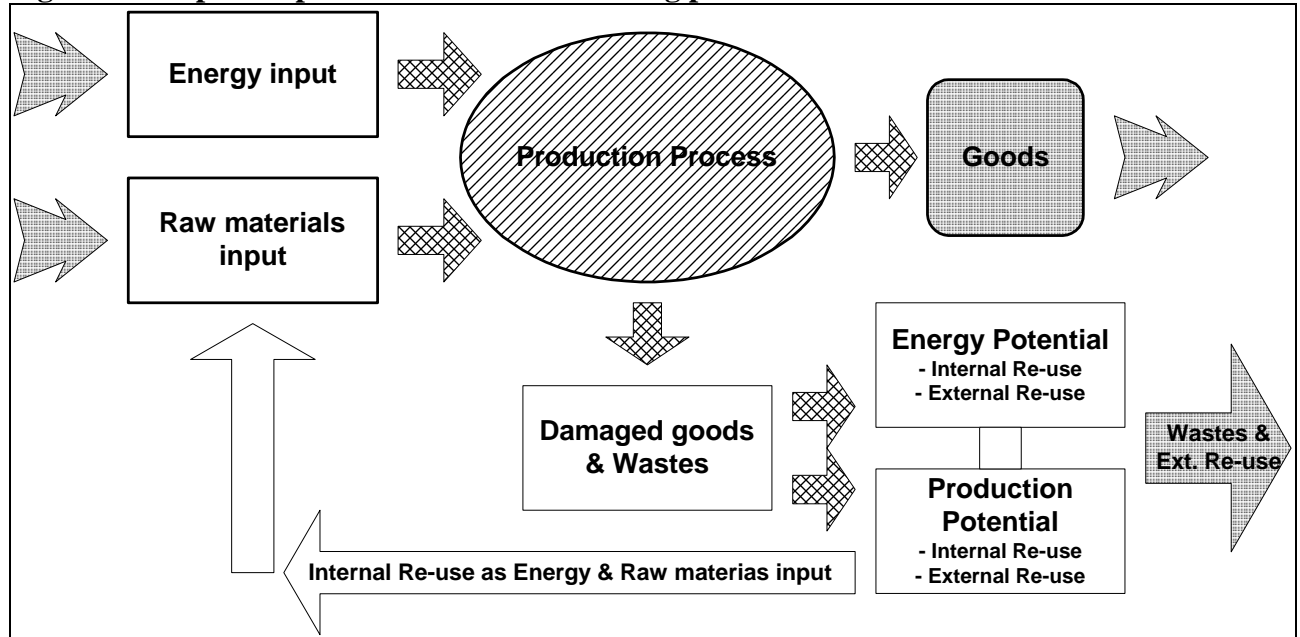 Energy input
Production Process
Goods
Raw materials
input
Energy Potential
- Internal Re-use
- External Re-use
Damaged goods
& Wastes
Wastes &
Ext. Re-use
Production
Potential
- Internal Re-use
- External Re-use
Internal Re-use as Energy & Raw materias input